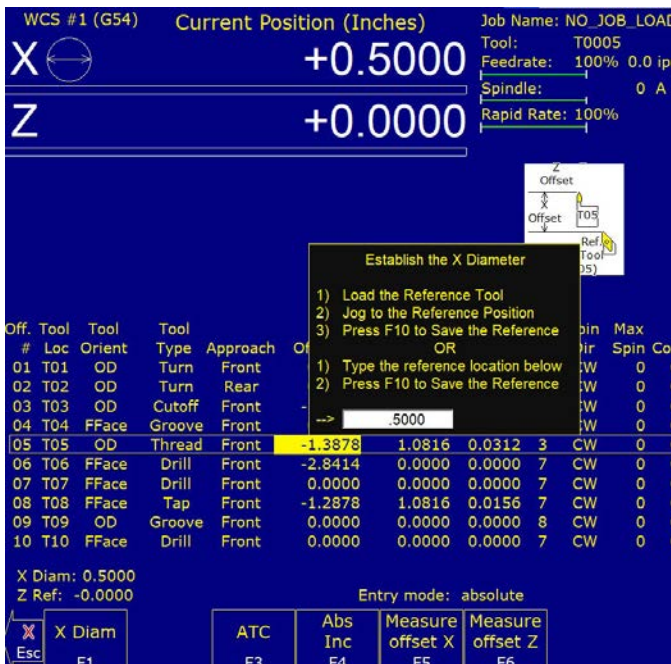 WCS #1 (G54)
Current Position (Inches)
Job Name: NO_JOB_LOAD
X +0.5000
Z +0.0000
Tool: T0005
Feedrate: 100% 0.0 ip
Spindle: 0 A
Rapid Rate: 100%
Z
Offset
X
Offset
T05
Ref.
Tool
05)
Establish the X Diameter
1) Load the Reference Tool
2) Jog to the Reference Position
3) Press F10 to Save the Reference
OR
1) Type the reference location below
2) Press F10 to Save the Reference
--> .5000
Off. Tool Tool Tool pin Max
# Loc Orient Type Approach Of Dir Spin Co
01 T01 OD Turn Front CW 0
02 T02 OD Turn Rear CW 0
03 T03 OD Cutoff Front - CW 0
04 T04 FFace Groove Front CW 0
05 T05 OD Thread Front -1.3878 1.0816 0.0312 3 CW 0
06 T06 FFace Drill Front -2.8414 0.0000 0.0000 7 CW 0
07 T07 FFace Drill Front 0.0000 0.0000 0.0000 7 CW 0
08 T08 FFace Tap Front -1.2878 1.0816 0.0156 7 CW 0
09 T09 OD Groove Front 0.0000 0.0000 0.0000 8 CW 0
10 T10 FFace Drill Front 0.0000 0.0000 0.0000 7 CW 0
X Diam: 0.5000
Z Ref: -0.0000
Entry mode: absolute
X
Esc
X Diam
F1
ATC
F3
Abs
Inc
F4
Measure
offset X
F5
Measure
offset Z
F6